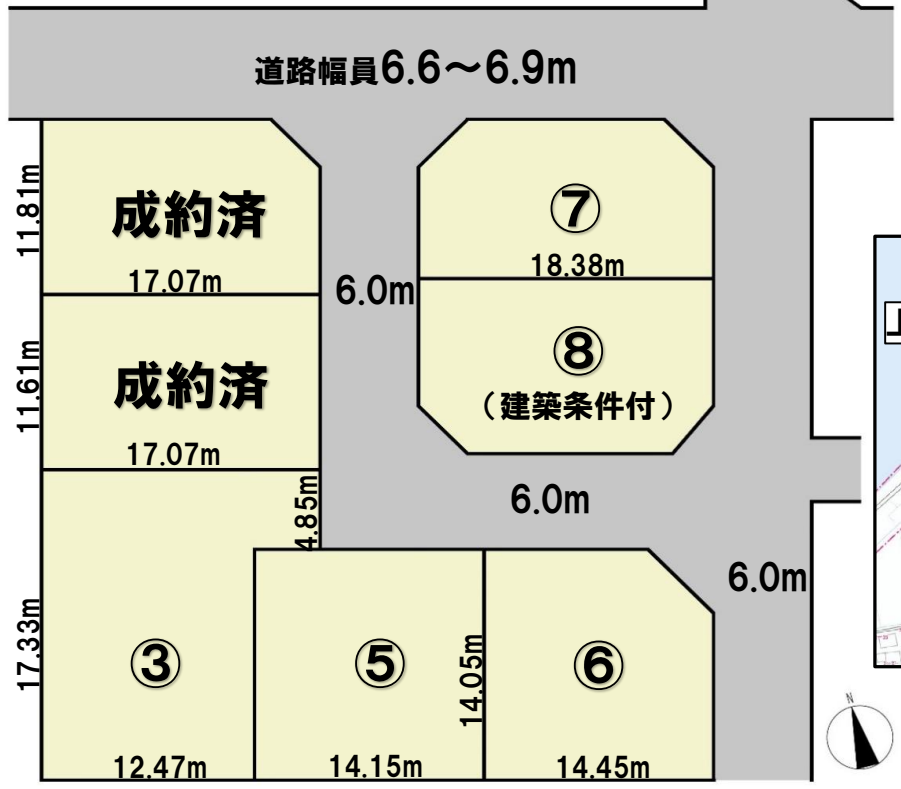 道路幅員6.6～6.9m
11.81m
成約済
17.07m
6.0m
⑦
18.38m
⑧
（建築条件付）
11.61m
成約済
17.07m
4.85m
6.0m
6.0m
17.33m
③
12.47m
⑤
14.15m
14.05m
⑥
14.45m
N